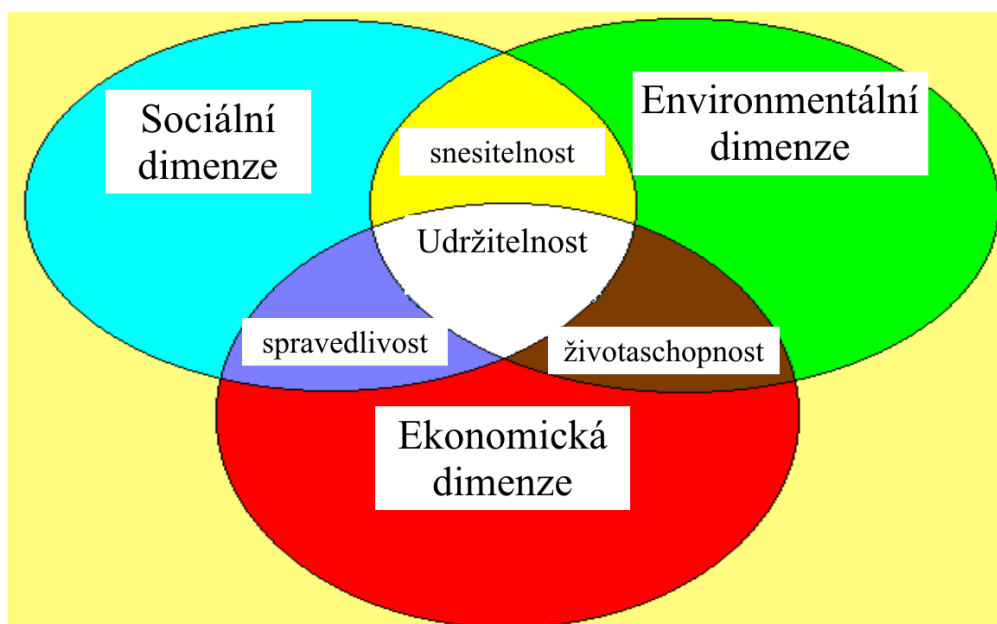 Sociální
dimenze
Environmentální
dimenze
snesitelnost
Udržitelnost
spravedlivost
životaschopnost
Ekonomická
dimenze